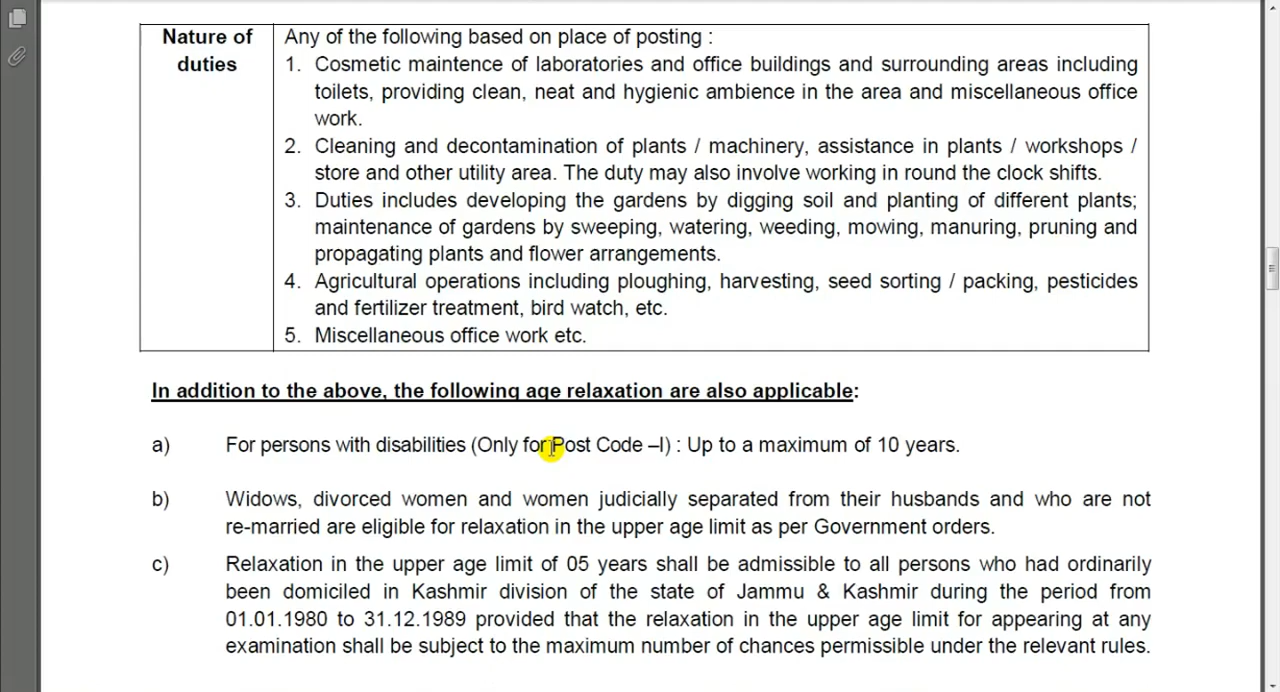 Nature of duties
Any of the following based on place of posting :
1. Cosmetic maintence of laboratories and office buildings and surrounding areas including
toilets, providing clean, neat and hygienic ambience in the area and miscellaneous office
work.
2. Cleaning and decontamination of plants / machinery, assistance in plants / workshops /
store and other utility area. The duty may also involve working in round the clock shifts.
3. Duties includes developing the gardens by digging soil and planting of different plants;
maintenance of gardens by sweeping, watering, weeding, mowing, manuring, pruning and
propagating plants and flower arrangements.
4. Agricultural operations including ploughing, harvesting, seed sorting / packing, pesticides
and fertilizer treatment, bird watch, etc.
5. Miscellaneous office work etc.
In addition to the above, the following age relaxation are also applicable:
a) For persons with disabilities (Only for Post Code –I) : Up to a maximum of 10 years.
b) Widows, divorced women and women judicially separated from their husbands and who are not
re-married are eligible for relaxation in the upper age limit as per Government orders.
c) Relaxation in the upper age limit of 05 years shall be admissible to all persons who had ordinarily
been domiciled in Kashmir division of the state of Jammu & Kashmir during the period from
01.01.1980 to 31.12.1989 provided that the relaxation in the upper age limit for appearing at any
examination shall be subject to the maximum number of chances permissible under the relevant rules.